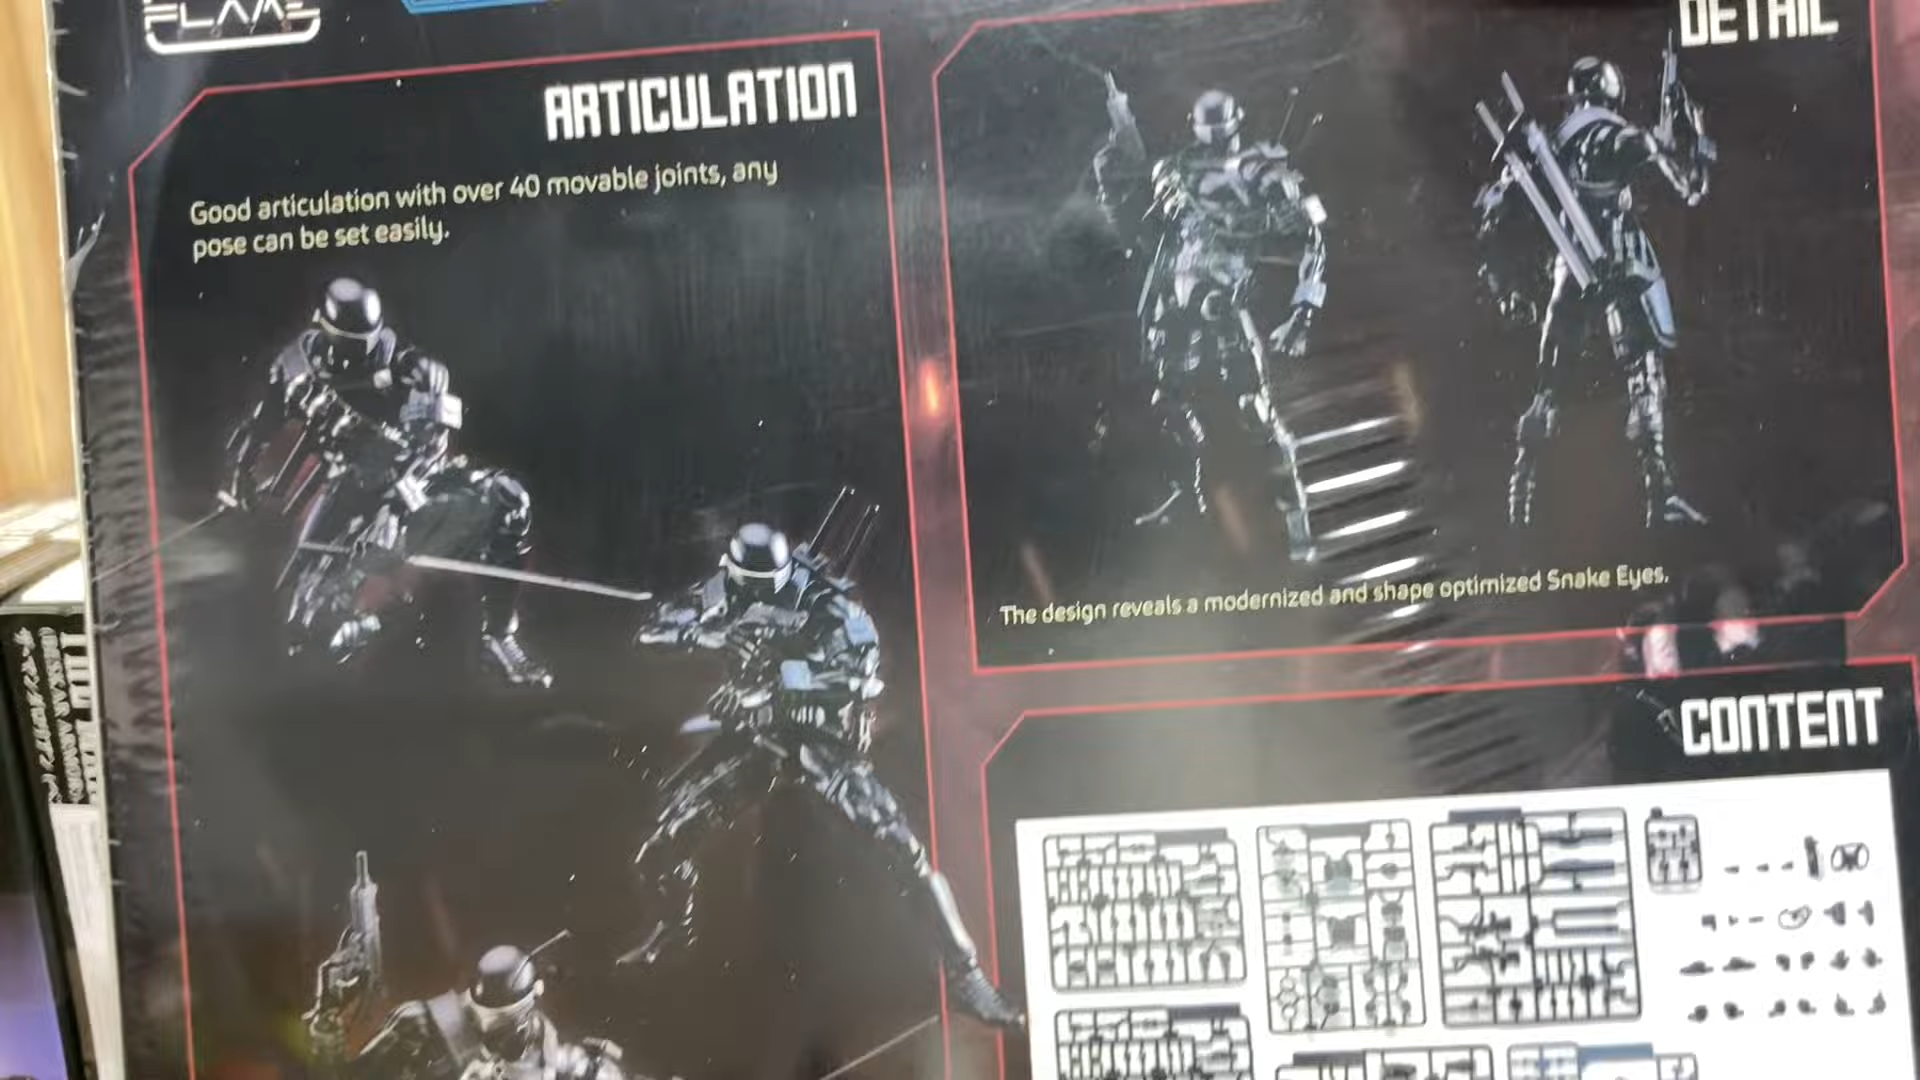 FLAME
ARTICULATION
Good articulation with over 40 movable joints, any
pose can be set easily.
DETAIL
The design reveals a modernized and shape optimized Snake Eyes.
CONTENT